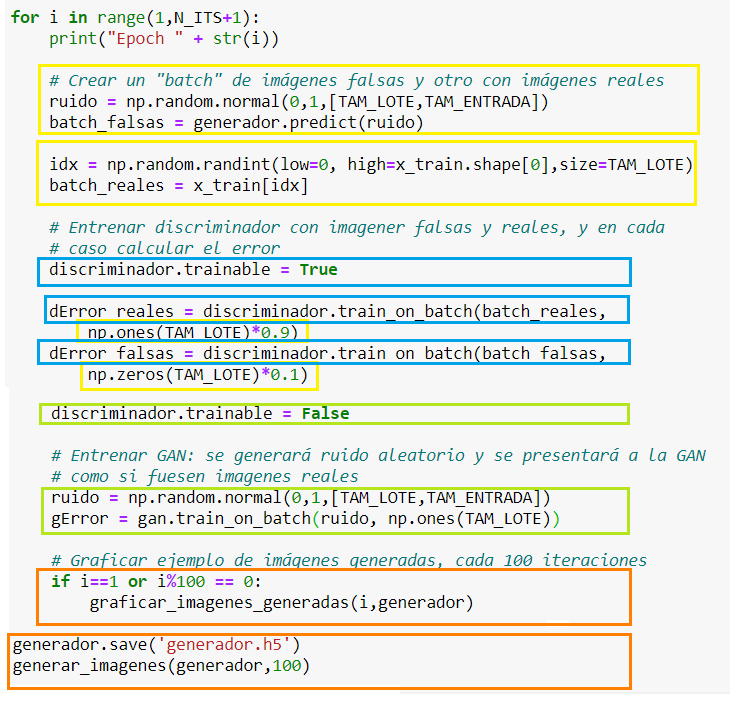 for i in range(1,N_ITS+1):
print("Epoch " + str(i))
# Crear un "batch" de imágenes falsas y otro con imágenes reales
ruido = np.random.normal(0,1,[TAM_LOTE,TAM_ENTRADA])
batch_falsas = generador.predict(ruido)
idx = np.random.randint(low=0, high=x_train.shape[0],size=TAM_LOTE)
batch_reales = x_train[idx]
# Entrenar discriminador con imagener falsas y reales, y en cada
# caso calcular el error
discriminador.trainable = True
dError_reales = discriminador.train_on_batch(batch_reales,
np.ones(TAM_LOTE)*0.9)
dError_falsas = discriminador.train_on_batch(batch_falsas,
np.zeros(TAM_LOTE)*0.1)
discriminador.trainable = False
# Entrenar GAN: se generará ruido aleatorio y se presentará a la GAN
# como si fuesen imagenes reales
ruido = np.random.normal(0,1,[TAM_LOTE,TAM_ENTRADA])
gError = gan.train_on_batch(ruido, np.ones(TAM_LOTE))
# Graficar ejemplo de imágenes generadas, cada 100 iteraciones
if i==1 or i%100 == 0:
graficar_imagenes_generadas(i,generador)
generador.save('generador.h5')
generar_imagenes(generador,100)